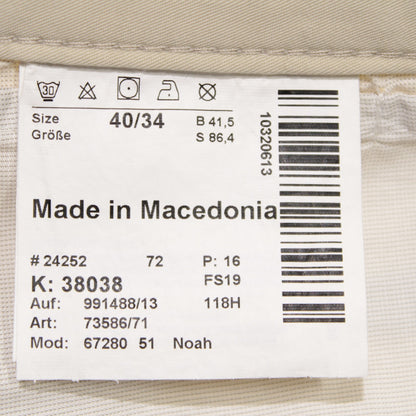 30
Size 40/34 B 41,5
Größe S 86,4
10320613
Made in Macedonia
# 24252 72 P: 16
K: 38038 FS19
Auf: 991488/13 118H
Art: 73586/71
Mod: 67280 51 Noah